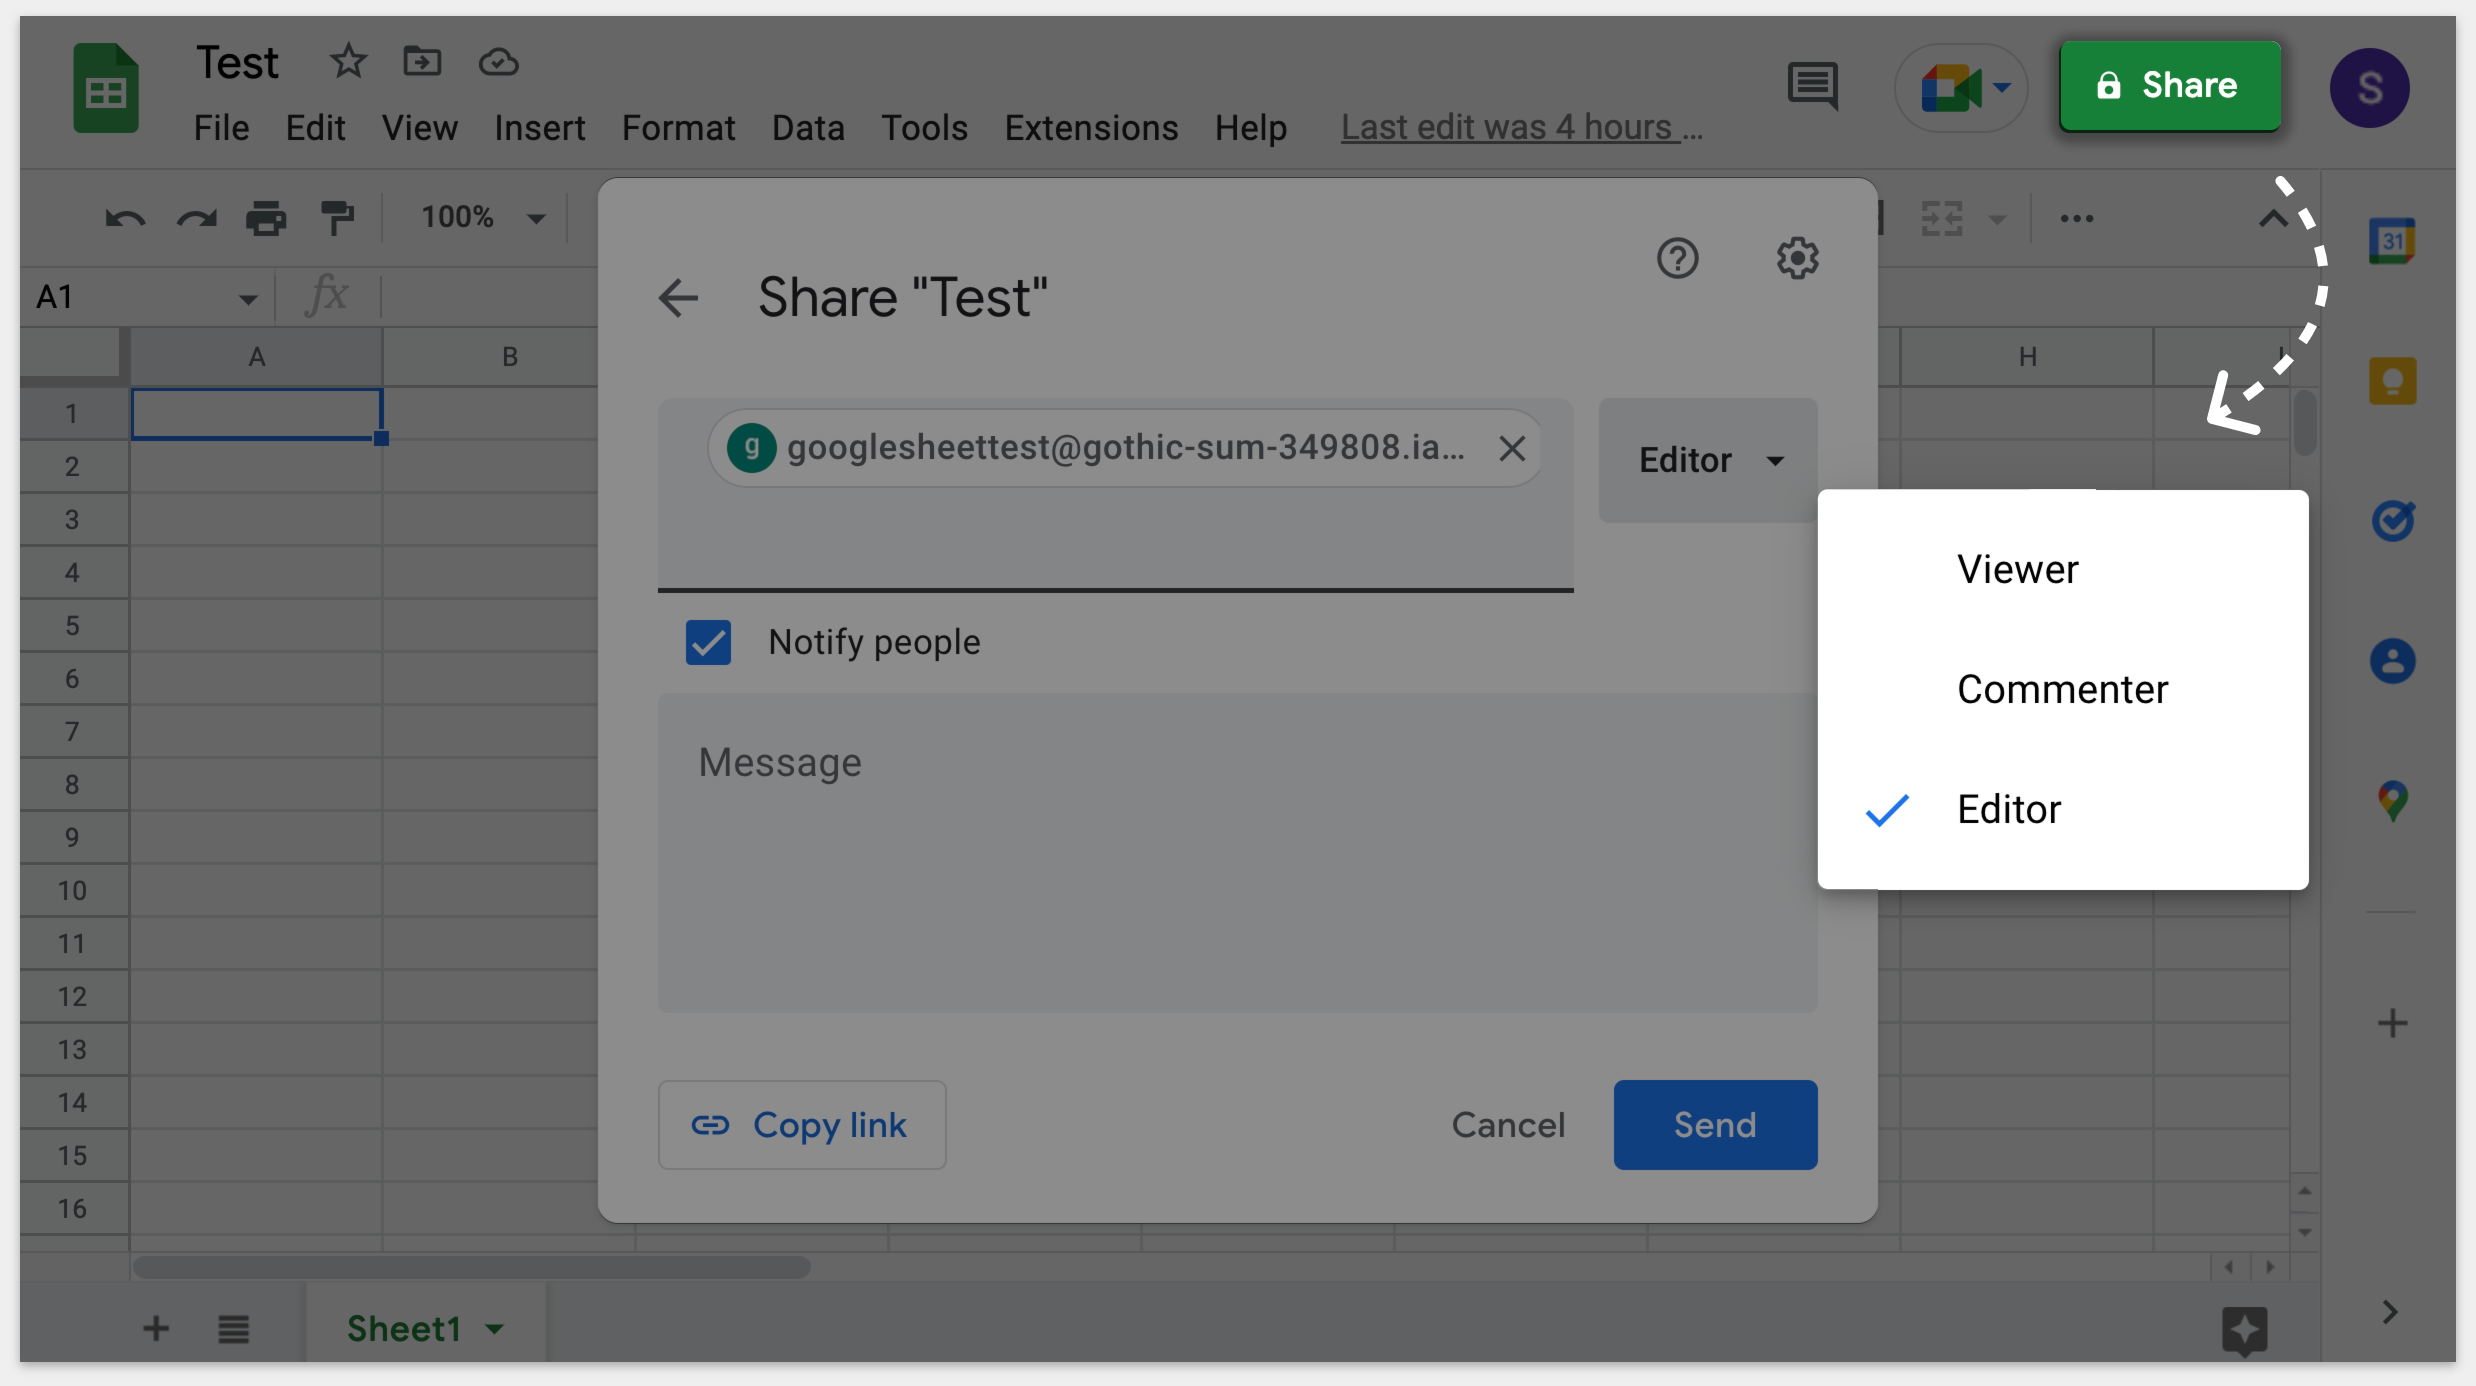 Test
File Edit View Insert Format Data Tools Extensions Help Last edit was 4 hours ...
Share
S
100%
31
A1
fx
Share "Test"
A B H I
g googlesheettest@gothic-sum-349808.ia...
Editor
Viewer
Commenter
Editor
Notify people
Message
1
2
3
4
5
6
7
8
9
10
11
12
13
14
15
16
Copy link
Cancel
Send
Sheet1